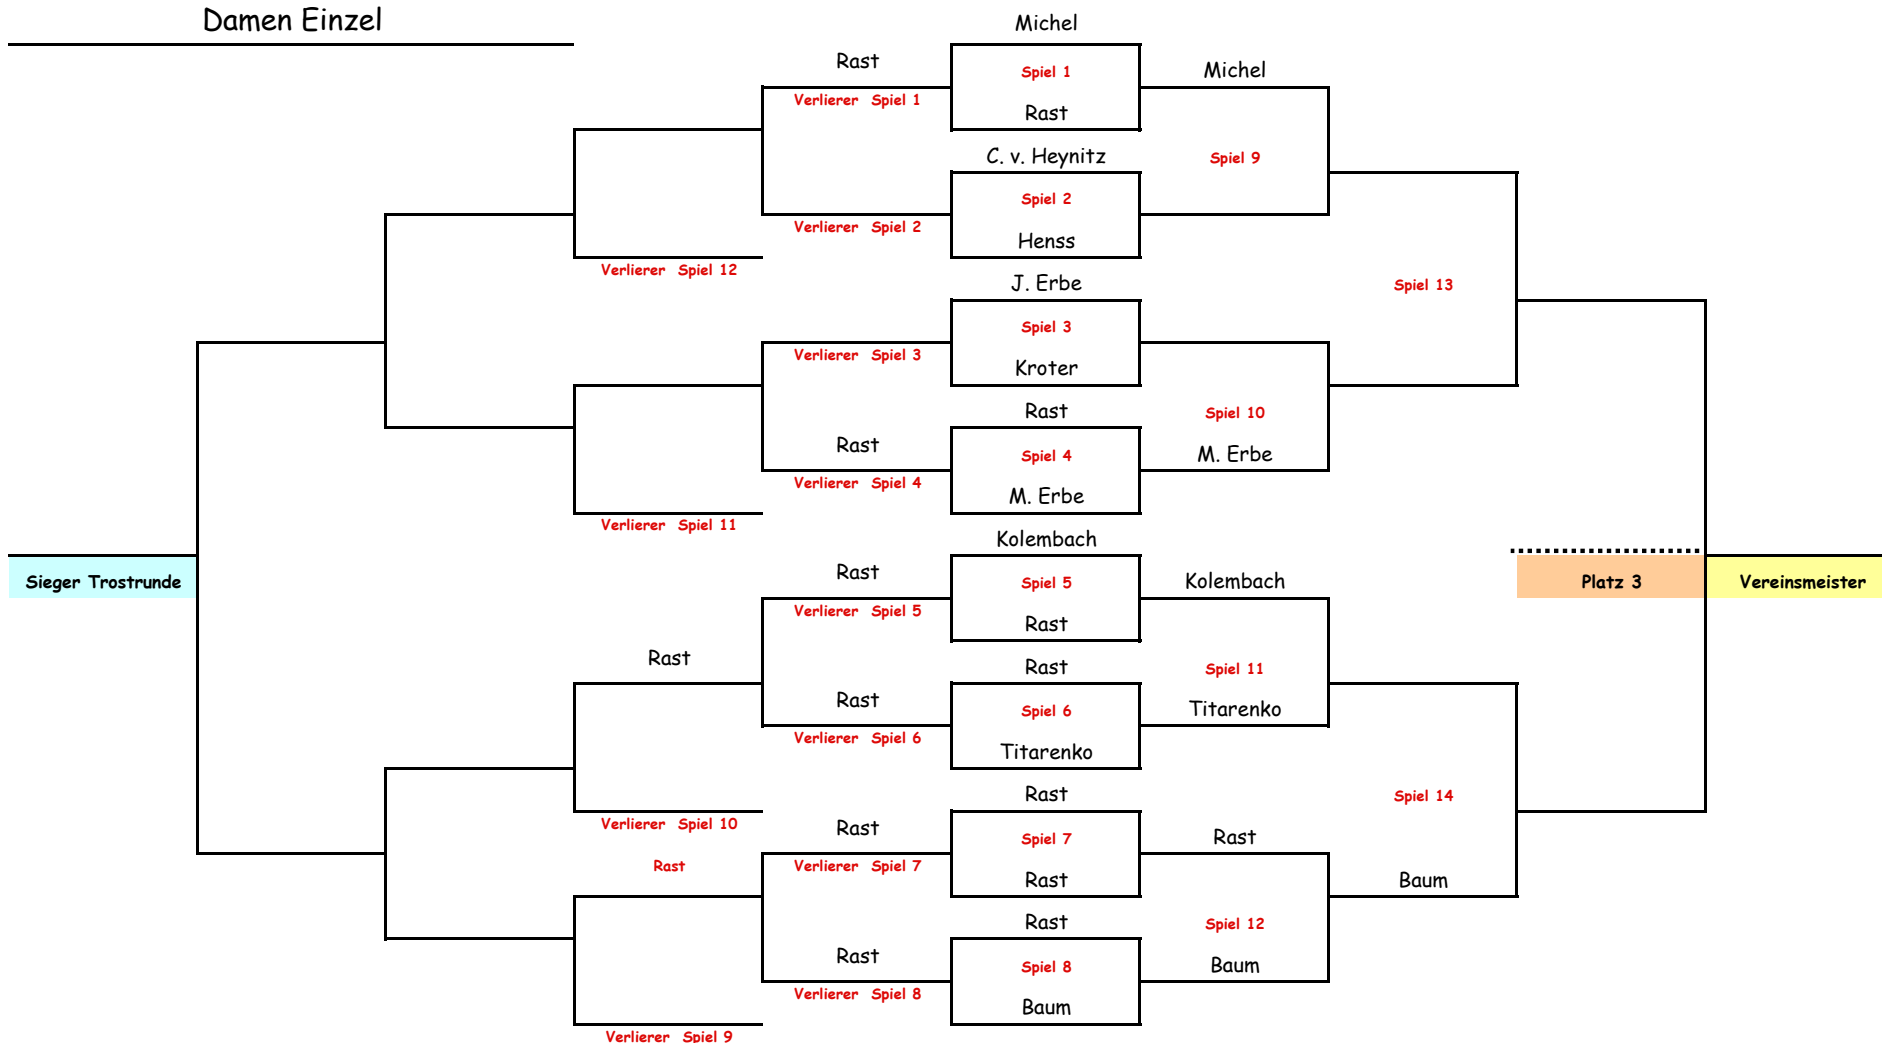 Damen Einzel
Michel
Rast
Spiel 1
Michel
Verlierer Spiel 1
Rast
C. v. Heynitz
Spiel 9
Spiel 2
Verlierer Spiel 2
Henss
Verlierer Spiel 12
J. Erbe
Spiel 13
Spiel 3
Verlierer Spiel 3
Kroter
Rast
Spiel 10
Rast
Spiel 4
M. Erbe
Verlierer Spiel 4
M. Erbe
Verlierer Spiel 11
Kolembach
Rast
Spiel 5
Kolembach
Sieger Trostrunde
Platz 3
Vereinsmeister
Verlierer Spiel 5
Rast
Rast
Rast
Spiel 11
Rast
Spiel 6
Titarenko
Verlierer Spiel 6
Titarenko
Rast
Spiel 14
Verlierer Spiel 10
Rast
Spiel 7
Rast
Rast
Verlierer Spiel 7
Rast
Baum
Rast
Spiel 12
Rast
Spiel 8
Baum
Verlierer Spiel 8
Baum
Verlierer Spiel 9